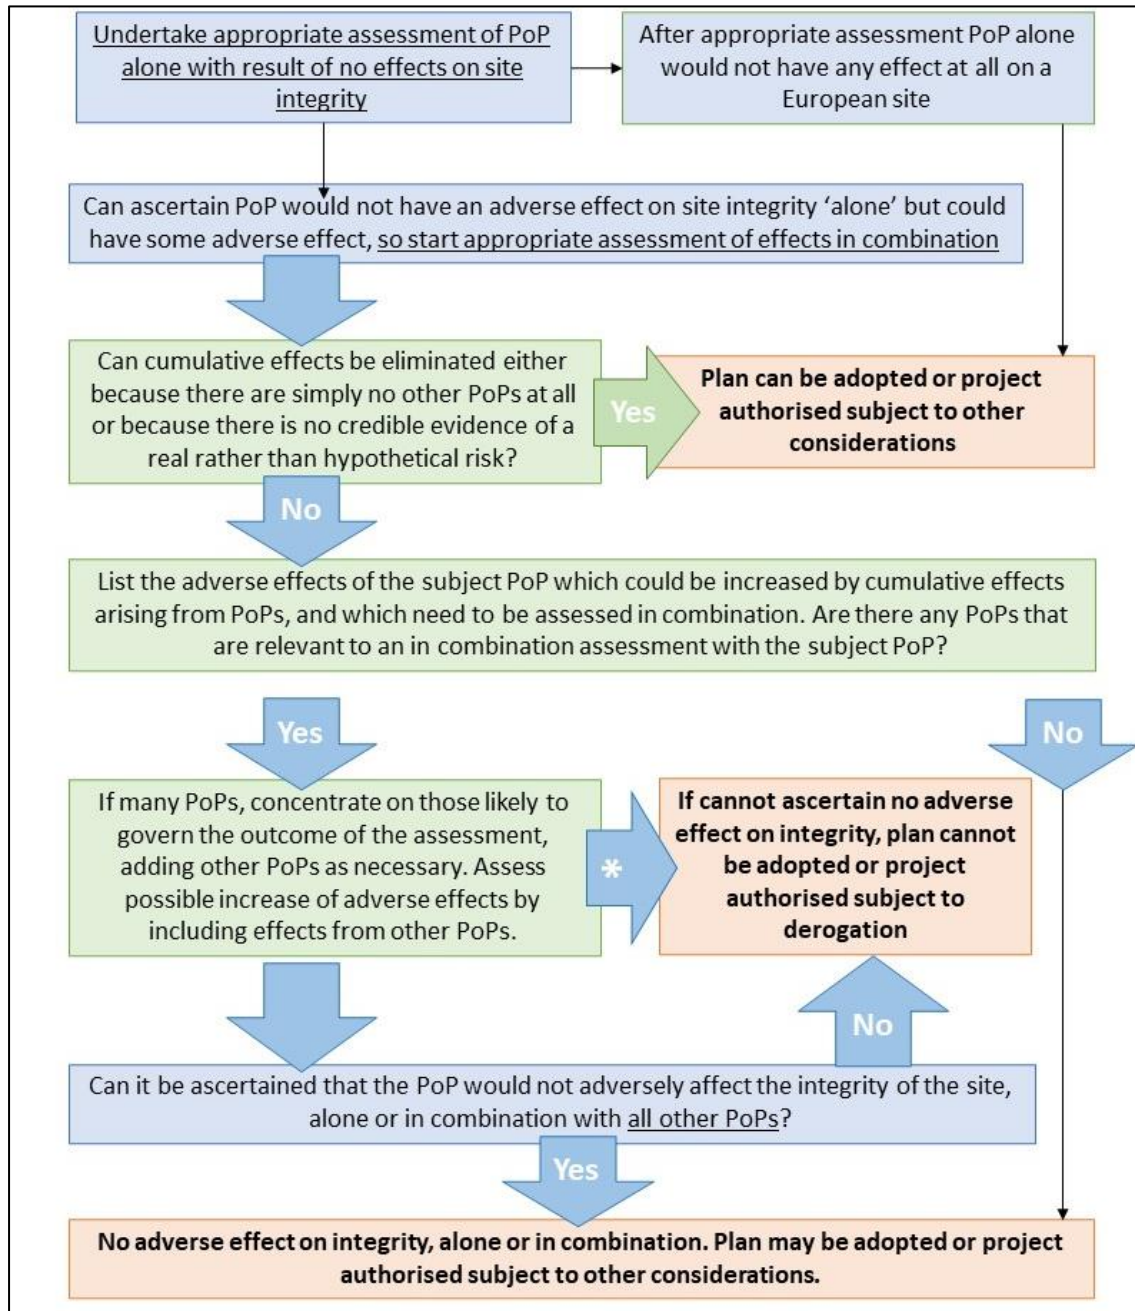 Undertake appropriate assessment of PoP
alone with result of no effects on site
integrity
After appropriate assessment PoP alone
would not have any effect at all on a
European site
Can ascertain PoP would not have an adverse effect on site integrity ‘alone’ but could
have some adverse effect, so start appropriate assessment of effects in combination
Can cumulative effects be eliminated either
because there are simply no other PoPs at all
or because there is no credible evidence of a
real rather than hypothetical risk?
Yes
Plan can be adopted or project
authorised subject to other
considerations
No
List the adverse effects of the subject PoP which could be increased by cumulative effects
arising from PoPs, and which need to be assessed in combination. Are there any PoPs that
are relevant to an in combination assessment with the subject PoP?
Yes
No
If many PoPs, concentrate on those likely to
govern the outcome of the assessment,
adding other PoPs as necessary. Assess
possible increase of adverse effects by
including effects from other PoPs.
*
If cannot ascertain no adverse
effect on integrity, plan cannot
be adopted or project
authorised subject to
derogation
No
Can it be ascertained that the PoP would not adversely affect the integrity of the site,
alone or in combination with all other PoPs?
Yes
No adverse effect on integrity, alone or in combination. Plan may be adopted or project
authorised subject to other considerations.